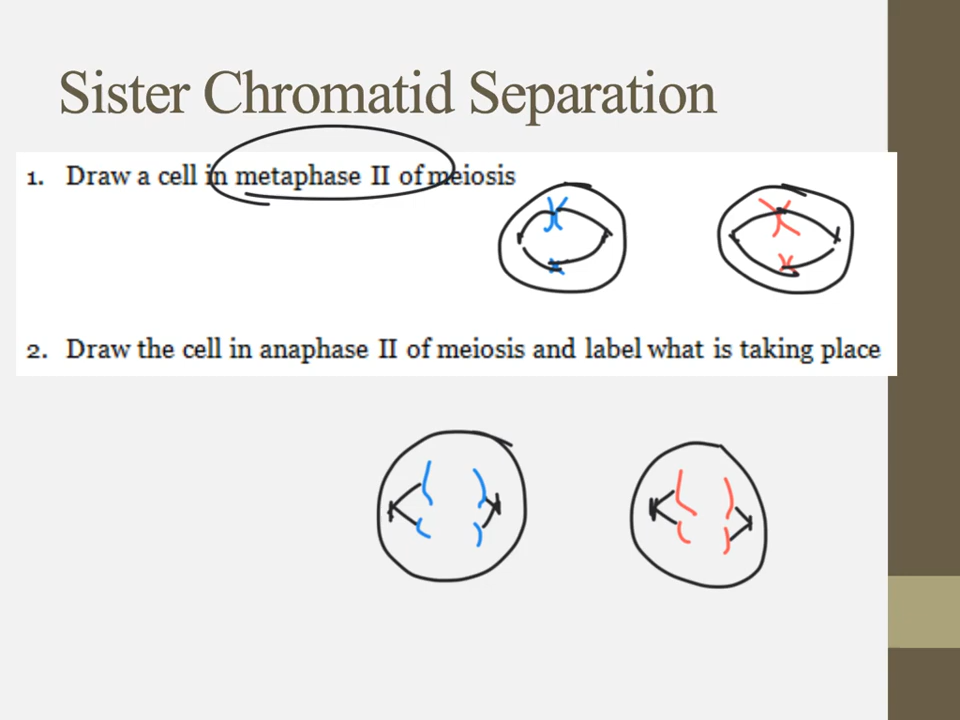 Sister Chromatid Separation
1. Draw a cell in metaphase II of meiosis
2. Draw the cell in anaphase II of meiosis and label what is taking place